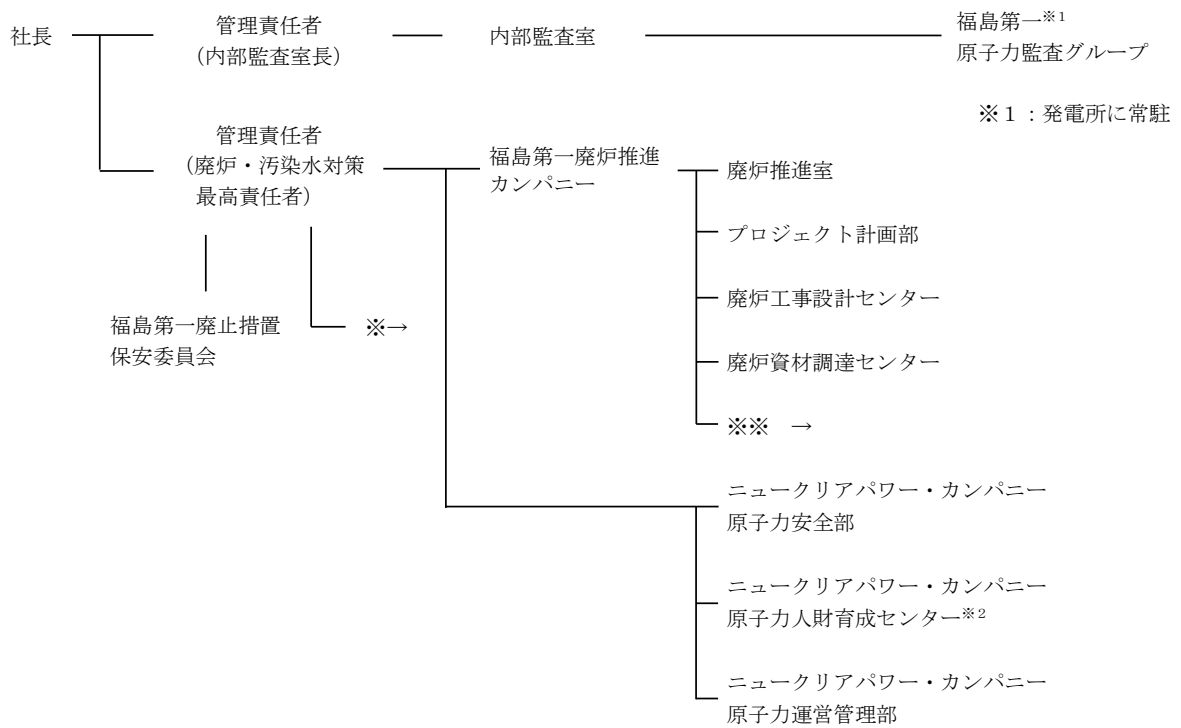 社長
管理責任者
（内部監査室長）
内部監査室
福島第一※１
原子力監査グループ
※１：発電所に常駐
管理責任者
（廃炉・汚染水対策
最高責任者）
福島第一廃炉推進
カンパニー
廃炉推進室
プロジェクト計画部
廃炉工事設計センター
廃炉資材調達センター
※※　→
福島第一廃止措置
保安委員会
※→
ニュークリアパワー・カンパニー
原子力安全部
ニュークリアパワー・カンパニー
原子力人財育成センター※２
ニュークリアパワー・カンパニー
原子力運営管理部